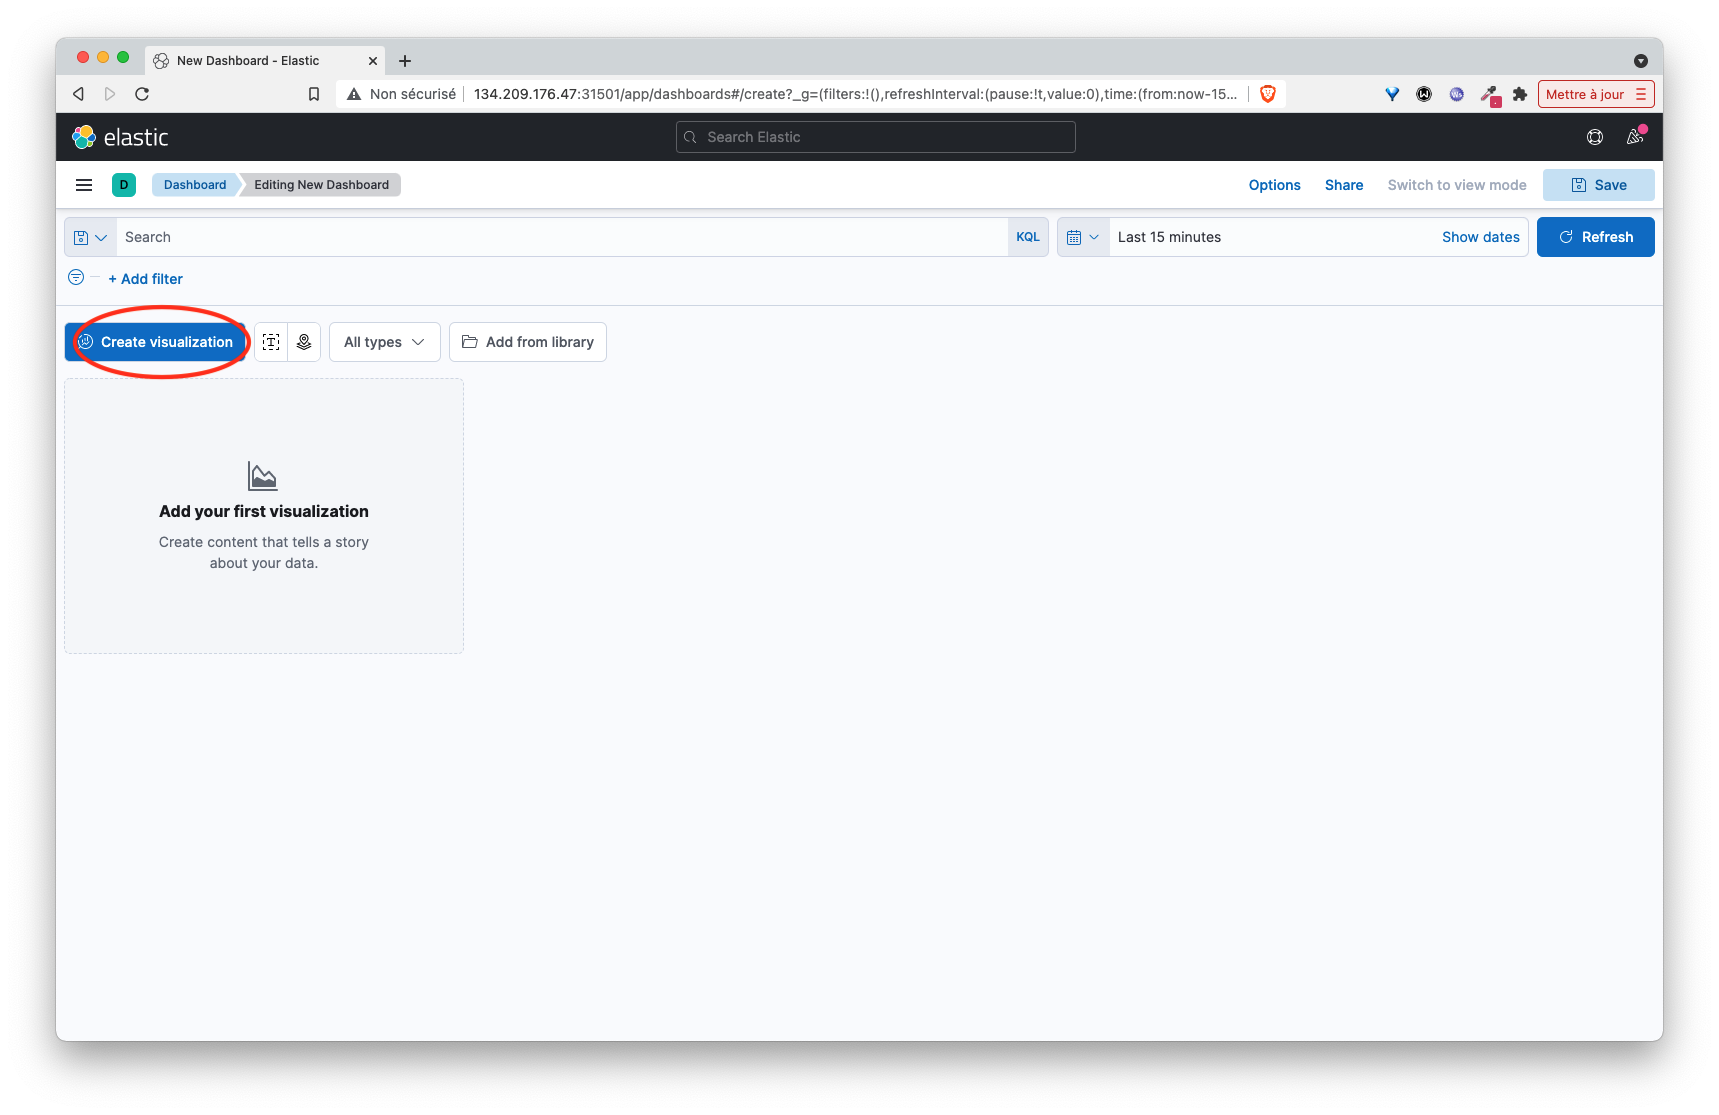 New Dashboard - Elastic
Non sécurisé 134.209.176.47:31501/app/dashboards#/create?_g=(filters:!(),refreshInterval:(pause:!t,value:0),time:(from:now-15...
Mettre à jour
elastic
Search Elastic
D Dashboard Editing New Dashboard Options Share Switch to view mode Save
Search KQL Last 15 minutes Show dates Refresh
+ Add filter
Create visualization T All types Add from library
Add your first visualization
Create content that tells a story
about your data.